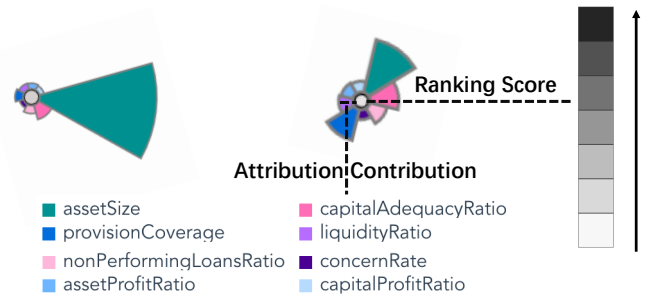 Ranking Score
Attribution Contribution
assetSize
capitalAdequacyRatio
provisionCoverage
liquidityRatio
nonPerformingLoansRatio
concernRate
assetProfitRatio
capitalProfitRatio